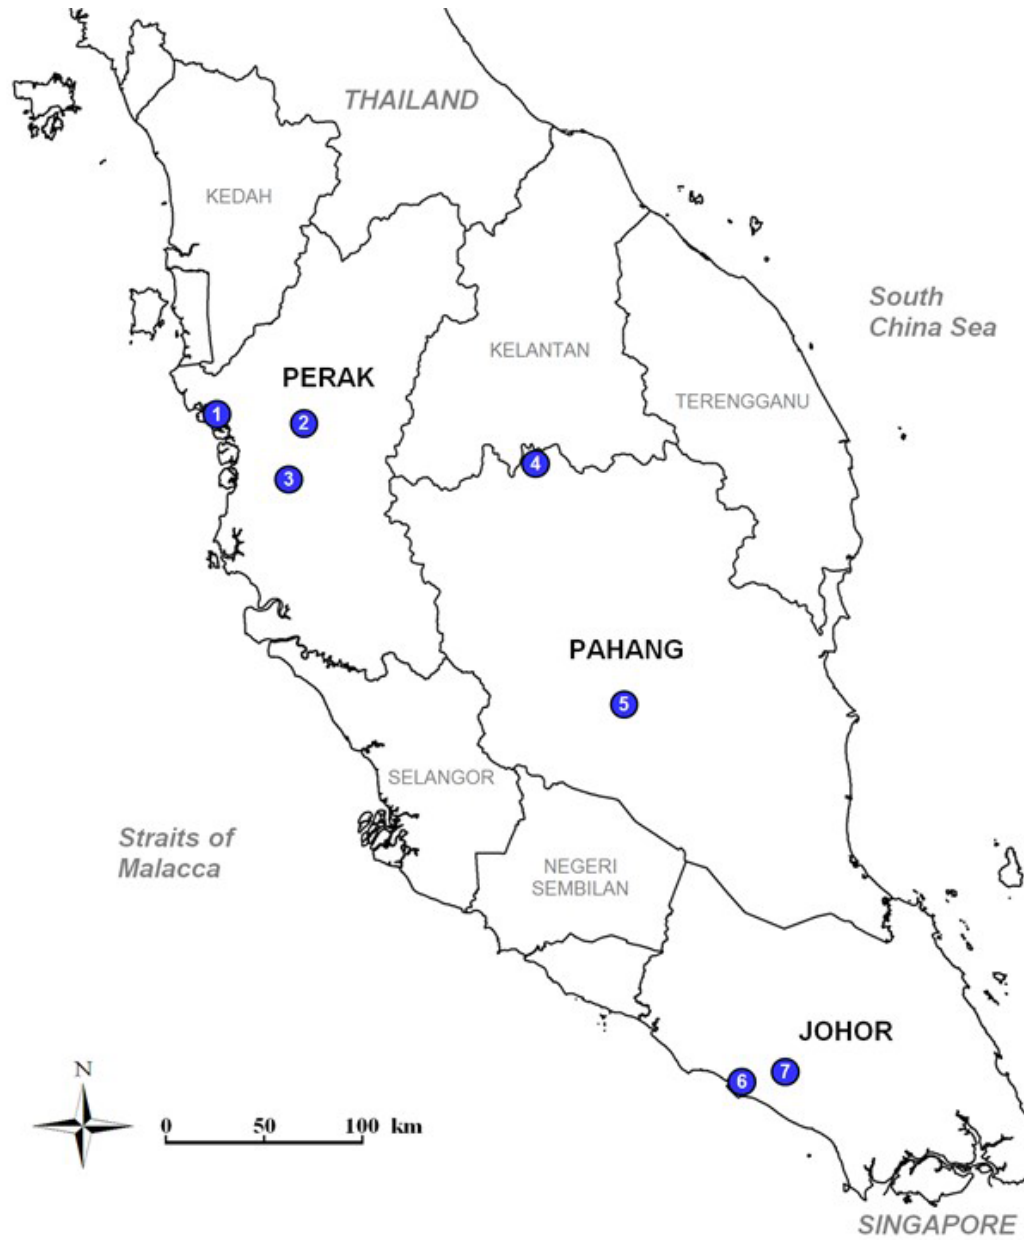 THAILAND
KEDAH
South
China Sea
KELANTAN
PERAK
TERENGGANU
1
2
4
3
PAHANG
5
SELANGOR
Straits of
Malacca
NEGERI
SEMBILAN
JOHOR
N
7
6
0 50 100 km
SINGAPORE